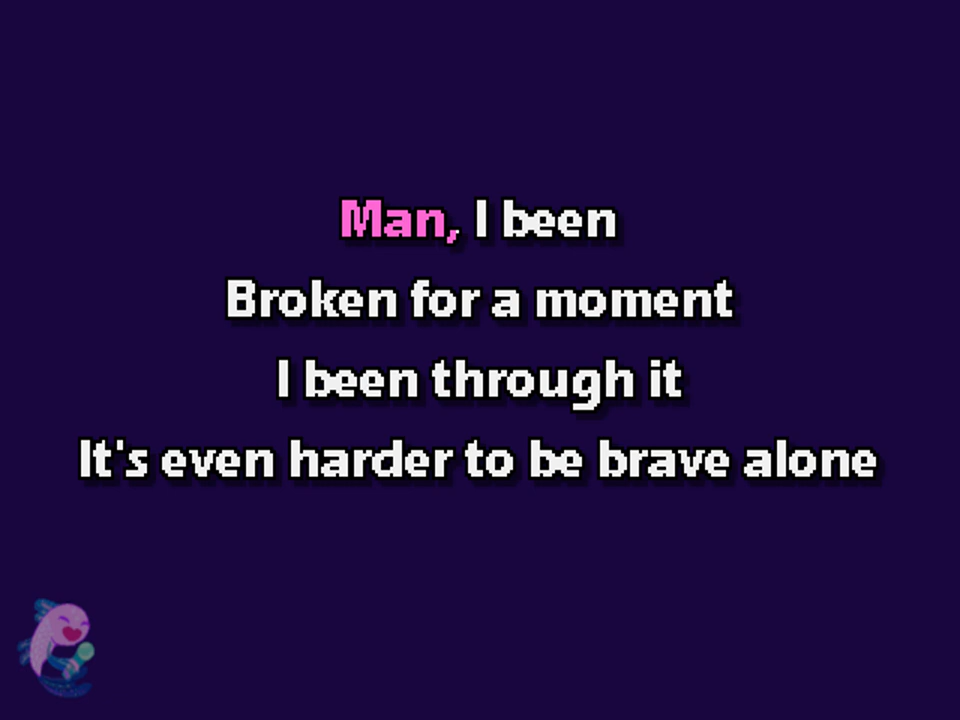 Man, I been
Broken for a moment
I been through it
It's even harder to be brave alone